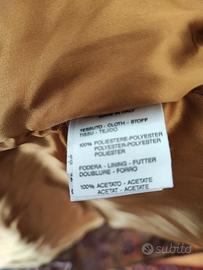 TESSUTO - CLOTH - STOFF
TISSU - TEJIDO
100% POLIESTERE-POLYESTER
POLYESTER-POLYESTER
POLIESTER
FODERA - LINING - FUTTER
DOUBLURE - FORRO
100% ACETATO - ACETATE
ACETAT - ACETATE
subito